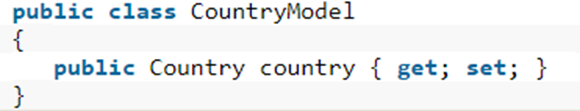 public class CountryModel
{
public Country country { get; set; }
}